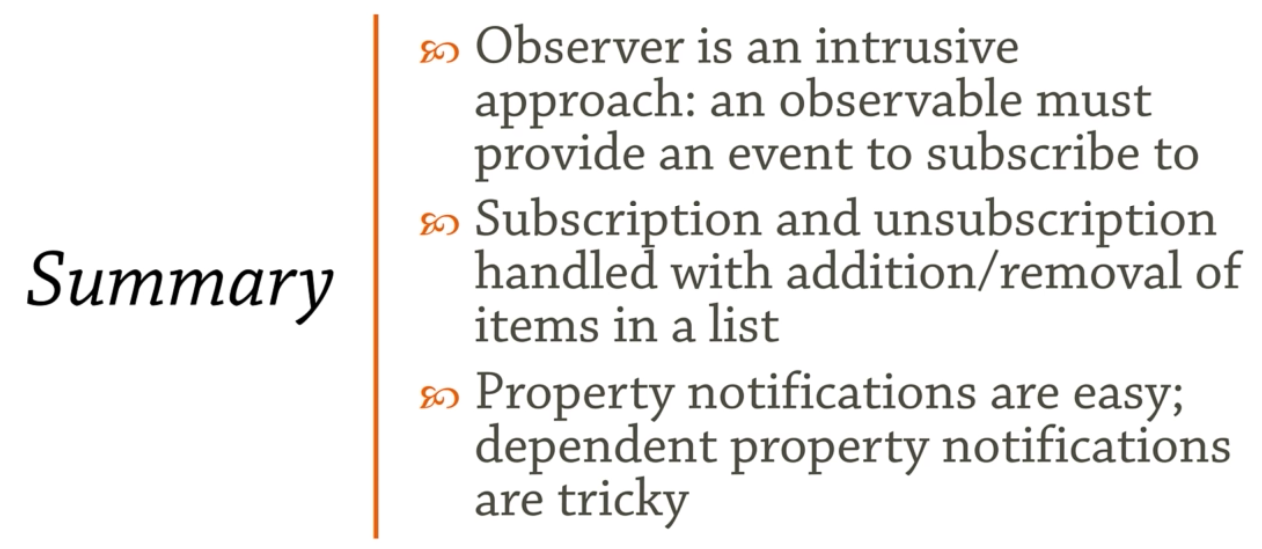 Summary
Observer is an intrusive
approach: an observable must
provide an event to subscribe to
Subscription and unsubscription
handled with addition/removal of
items in a list
Property notifications are easy;
dependent property notifications
are tricky